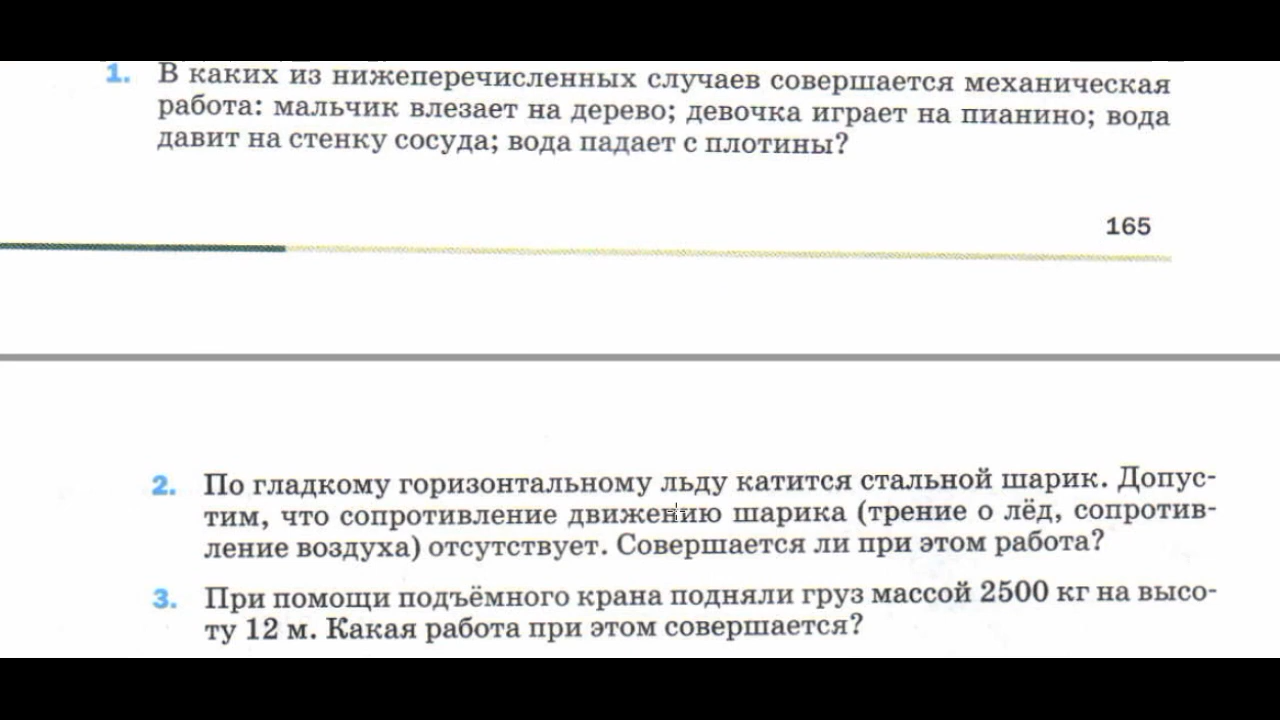 1. В каких из нижеперечисленных случаев совершается механическая
работа: мальчик влезает на дерево; девочка играет на пианино; вода
давит на стенку сосуда; вода падает с плотины?
165
2. По гладкому горизонтальному льду катится стальной шарик. Допус-
тим, что сопротивление движению шарика (трение о лёд, сопротив-
ление воздуха) отсутствует. Совершается ли при этом работа?
3. При помощи подъёмного крана подняли груз массой 2500 кг на высо-
ту 12 м. Какая работа при этом совершается?